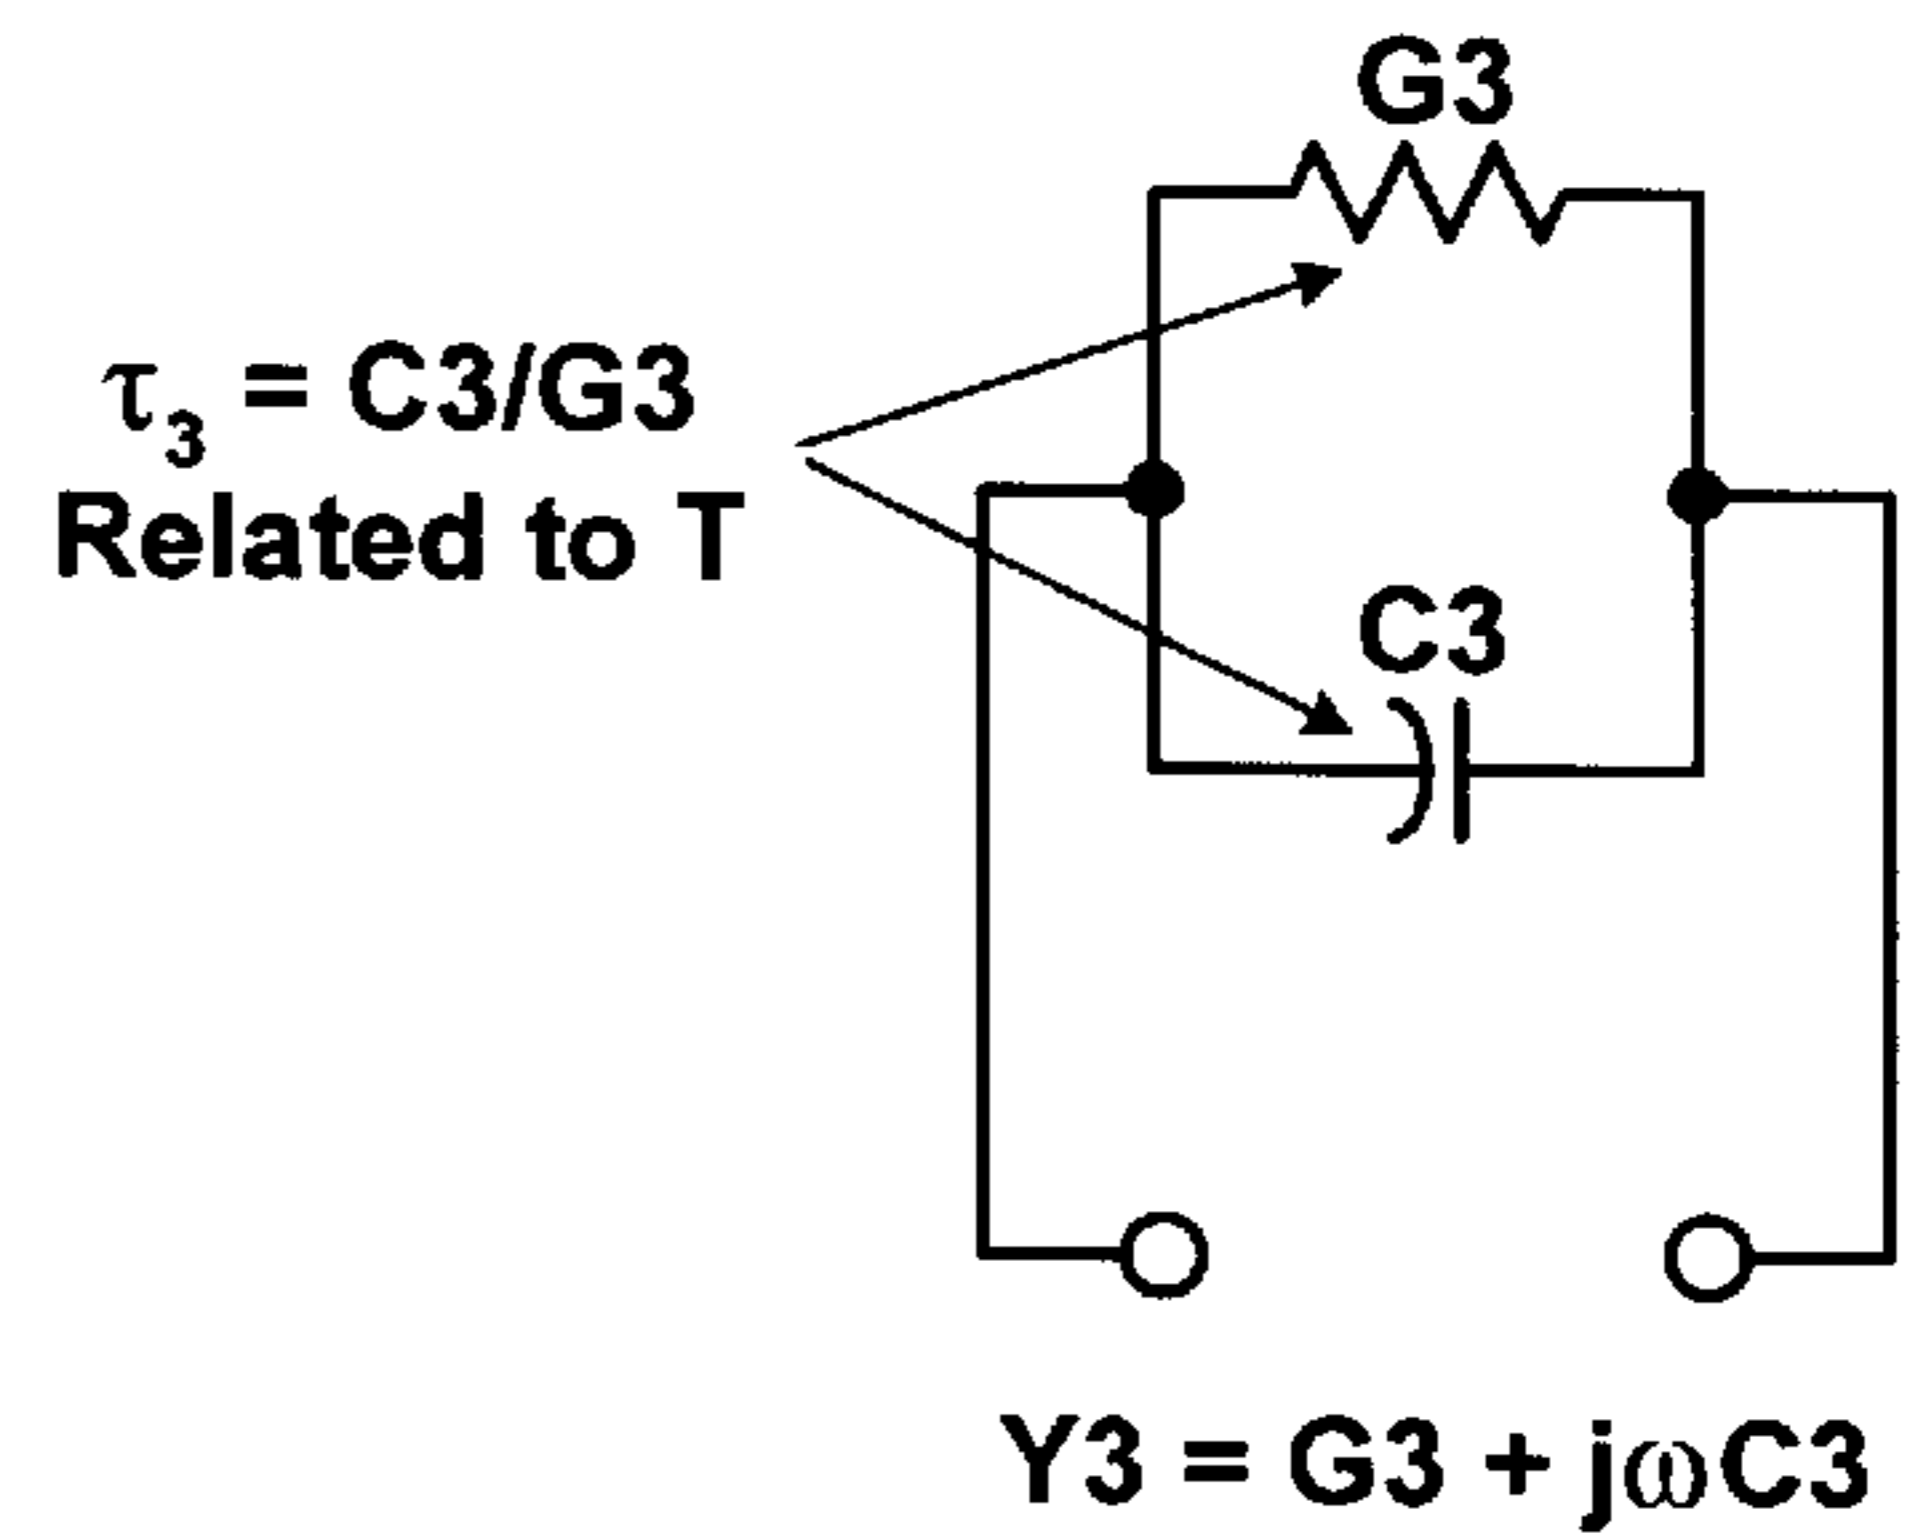 G3
τ3 = C3/G3
Related to T
C3
Y3 = G3 + jωC3